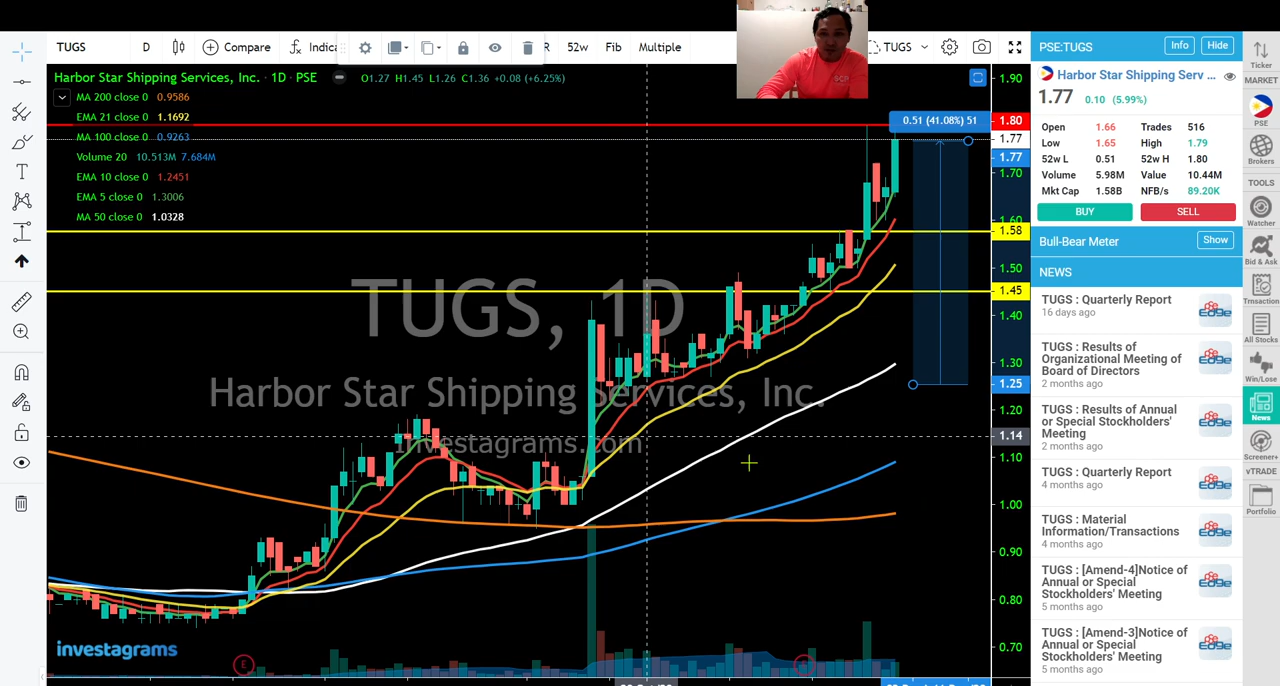 TUGS
D
Compare
Indica
R
52w
Fib
Multiple
TUGS
Harbor Star Shipping Services, Inc. · 1D · PSE
O1.27 H1.45 L1.26 C1.36 +0.08 (+6.25%)
MA 200 close 0 0.9586
EMA 21 close 0 1.1692
MA 100 close 0 0.9263
Volume 20 10.513M 7.684M
EMA 10 close 0 1.2451
EMA 5 close 0 1.3006
MA 50 close 0 1.0328
0.51 (41.08%) 51
TUGS, 1D
Harbor Star Shipping Services, Inc.
Investagrams.com
investagrams
E
1.90
1.80
1.77
1.77
1.70
1.60
1.58
1.50
1.45
1.40
1.30
1.25
1.20
1.14
1.10
1.00
0.90
0.80
0.70
PSE:TUGS
Info
Hide
Harbor Star Shipping Serv ...
1.77 0.10 (5.99%)
Open 1.66 Trades 516
Low 1.65 High 1.79
52w L 0.51 52w H 1.80
Volume 5.98M Value 10.44M
Mkt Cap 1.58B NFB/s 89.20K
BUY
SELL
Bull-Bear Meter
Show
NEWS
TUGS : Quarterly Report
16 days ago
TUGS : Results of
Organizational Meeting of
Board of Directors
2 months ago
TUGS : Results of Annual
or Special Stockholders'
Meeting
2 months ago
TUGS : Quarterly Report
4 months ago
TUGS : Material
Information/Transactions
4 months ago
TUGS : [Amend-4]Notice of
Annual or Special
Stockholders' Meeting
5 months ago
TUGS : [Amend-3]Notice of
Annual or Special
Stockholders' Meeting
5 months ago
Ticker
MARKET
PSE
Brokers
TOOLS
Watcher
Bid & Ask
Trnsaction
All Stocks
Win/Lose
News
Screener+
vTRADE
Portfolio